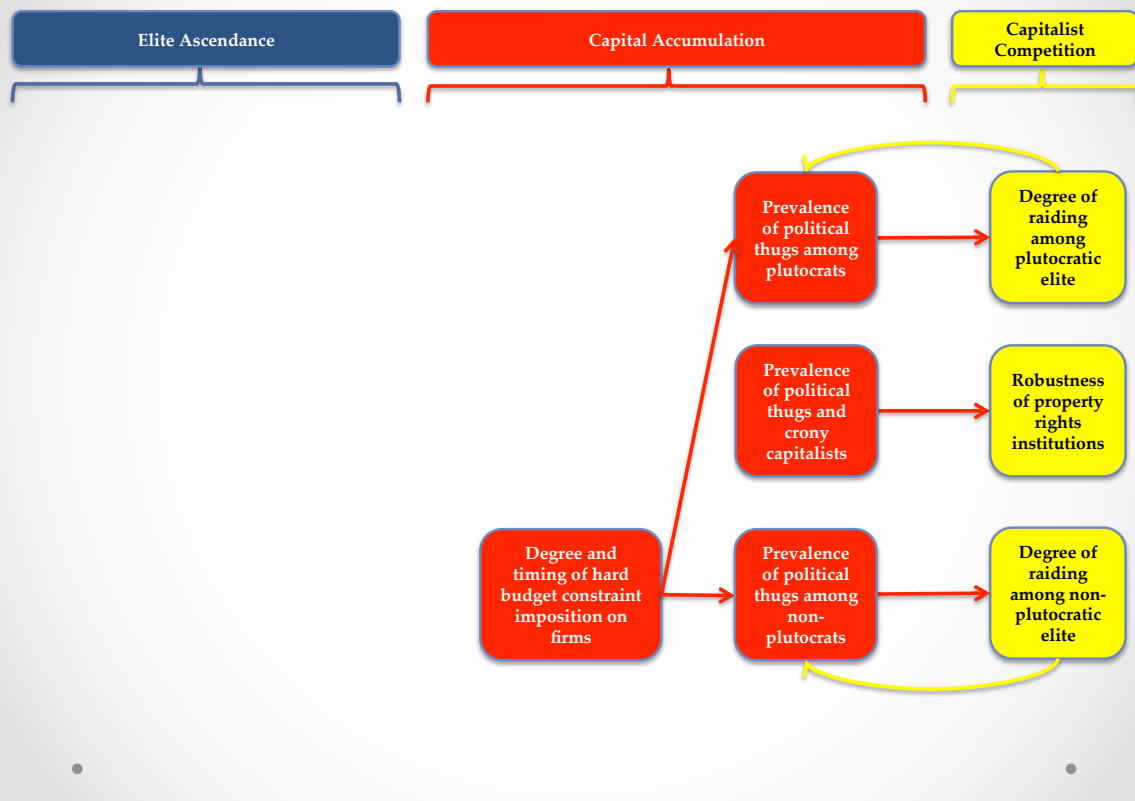 Elite Ascendance
Capital Accumulation
Capitalist
Competition
Prevalence
of political
thugs among
plutocrats
Degree of
raiding
among
plutocratic
elite
Prevalence
of political
thugs and
crony
capitalists
Robustness
of property
rights
institutions
Degree and
timing of hard
budget constraint
imposition on
firms
Prevalence
of political
thugs among
non-
plutocrats
Degree of
raiding
among non-
plutocratic
elite